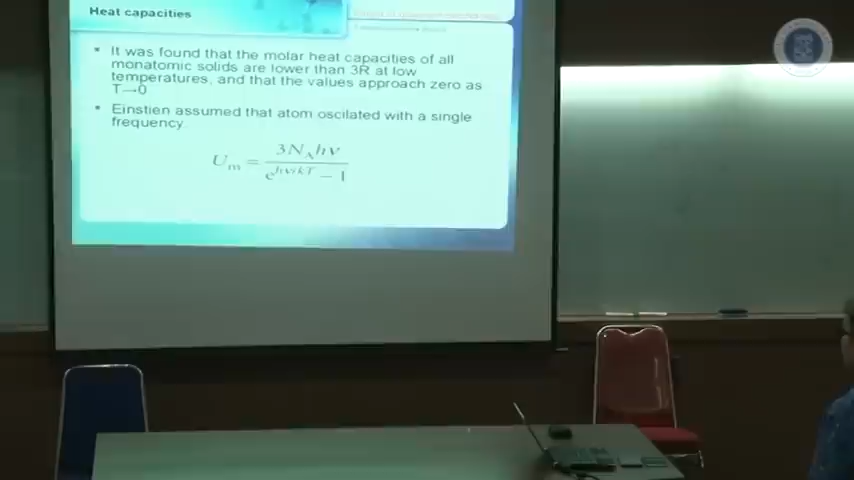 Heat capacities
It was found that the molar heat capacities of all
monatomic solids are lower than 3R at low
temperatures, and that the values approach zero as
T→0
Einstien assumed that atom oscilated with a single
frequency.
Uₘ = 3N_A hν / (e^{hν/kT} − 1)